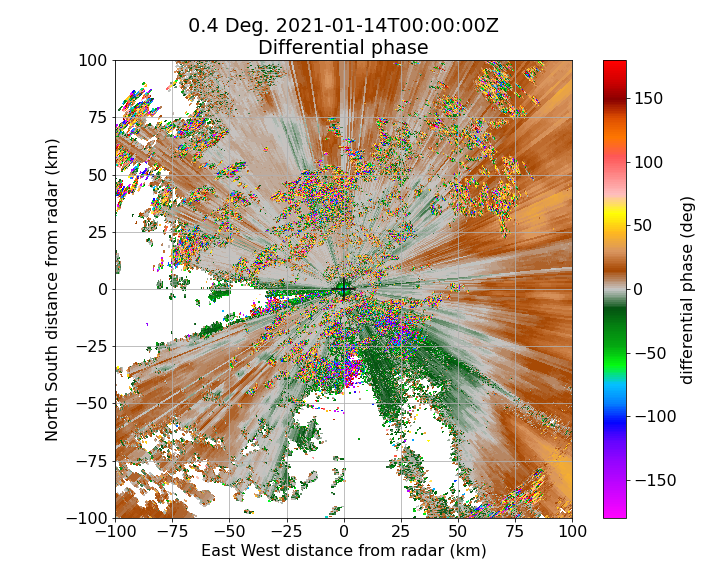 0.4 Deg. 2021-01-14T00:00:00Z
Differential phase
100
75
50
25
0
−25
−50
−75
−100
North South distance from radar (km)
−100 −75 −50 −25 0 25 50 75 100
East West distance from radar (km)
150
100
50
0
−50
−100
−150
differential phase (deg)